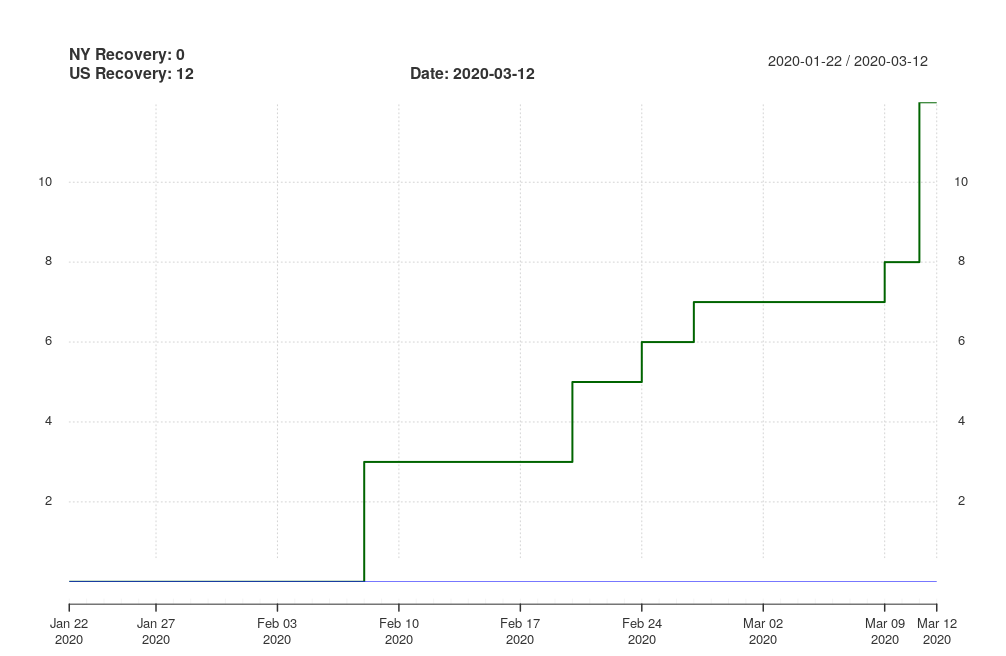 NY Recovery: 0
US Recovery: 12
Date: 2020-03-12
2020-01-22 / 2020-03-12
10 10
8 8
6 6
4 4
2 2
Jan 22 Jan 27 Feb 03 Feb 10 Feb 17 Feb 24 Mar 02 Mar 09 Mar 12
2020 2020 2020 2020 2020 2020 2020 2020 2020